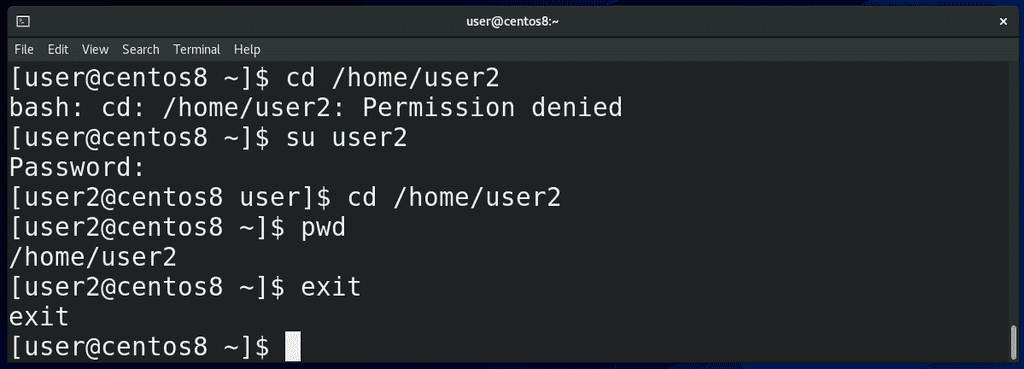 user@centos8:~
File Edit View Search Terminal Help
[user@centos8 ~]$ cd /home/user2
bash: cd: /home/user2: Permission denied
[user@centos8 ~]$ su user2
Password:
[user2@centos8 user]$ cd /home/user2
[user2@centos8 ~]$ pwd
/home/user2
[user2@centos8 ~]$ exit
exit
[user@centos8 ~]$